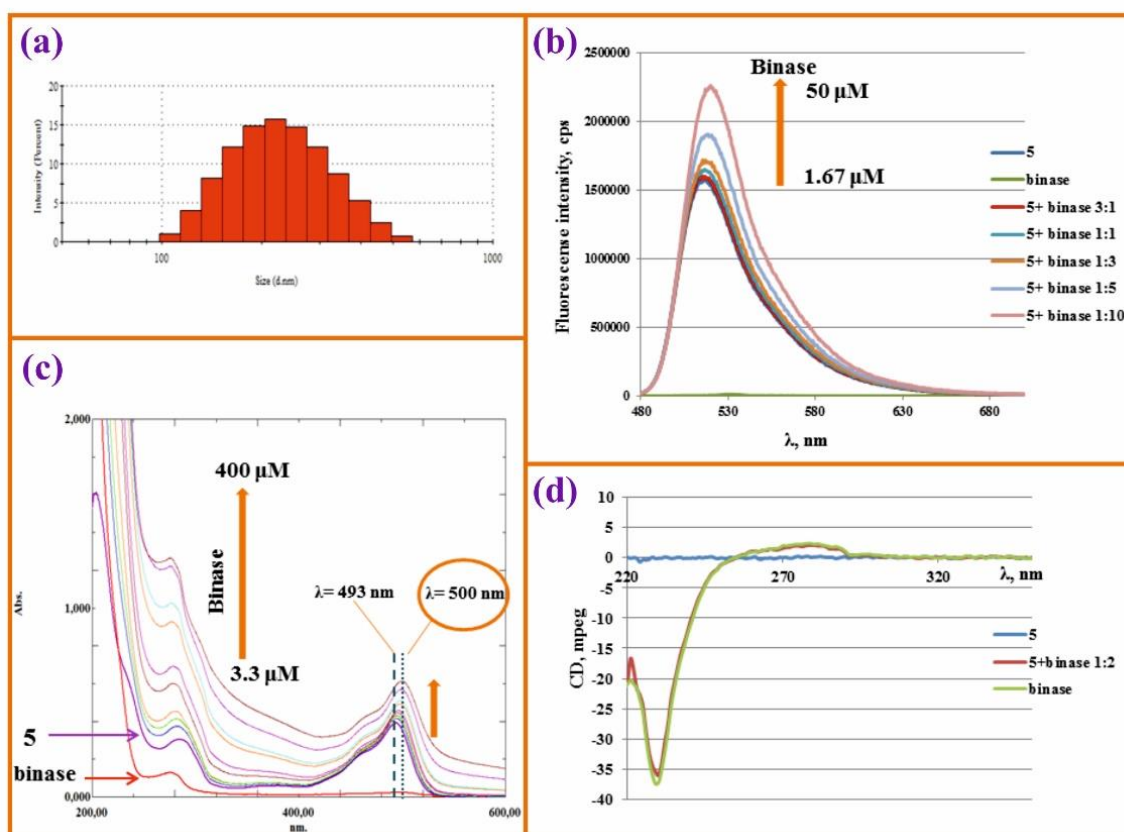 (a)
20
15
10
5
0
Intensity (Percent)
100
1000
Size (d.nm)
(b)
2500000
2000000
1500000
1000000
500000
0
Fluorescense intensity, cps
Binase
50 µM
1.67 µM
480
530
580
630
680
λ, nm
5
binase
5+ binase 3:1
5+ binase 1:1
5+ binase 1:3
5+ binase 1:5
5+ binase 1:10
(c)
2,000
1,000
0,000
Abs.
400 µM
Binase
3.3 µM
λ= 493 nm
λ= 500 nm
5
binase
200,00
400,00
600,00
nm.
(d)
10
5
0
-5
-10
-15
-20
-25
-30
-35
-40
CD, mpeg
220
270
320
λ, nm
5
5+binase 1:2
binase